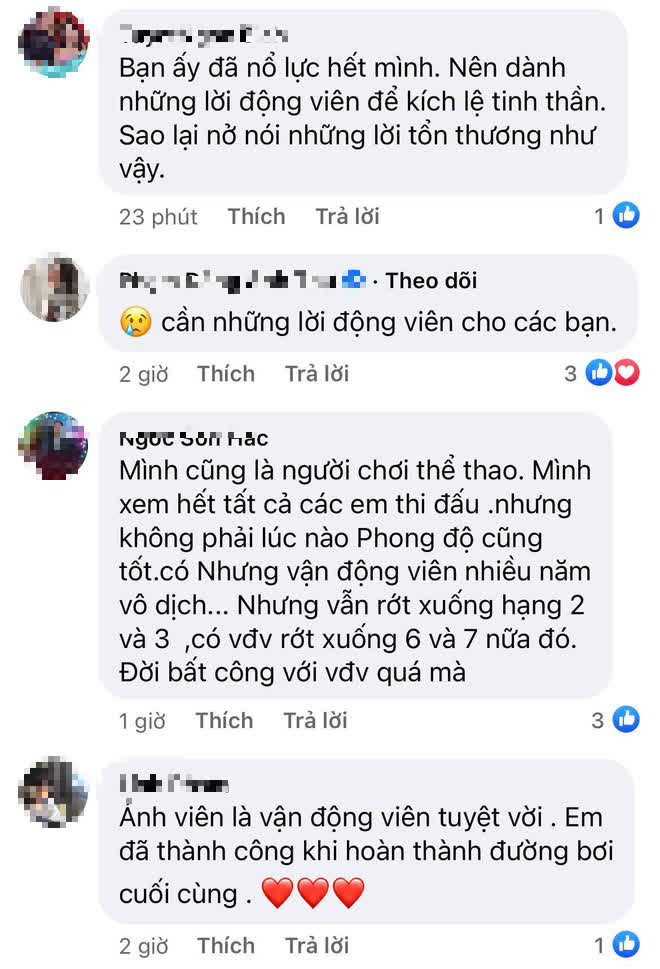 Bạn ấy đã nổ lực hết mình. Nên dành
những lời động viên để kích lệ tinh thần.
Sao lại nở nói những lời tổn thương như
vậy.
23 phút Thích Trả lời 1
· Theo dõi
😢 cần những lời động viên cho các bạn.
2 giờ Thích Trả lời 3
Ngọc Sơn Hắc
Mình cũng là người chơi thể thao. Mình
xem hết tất cả các em thi đấu .nhưng
không phải lúc nào Phong độ cũng
tốt.có Nhưng vận động viên nhiều năm
vô dịch... Nhưng vẫn rớt xuống hạng 2
và 3 ,có vđv rớt xuống 6 và 7 nữa đó.
Đời bất công với vđv quá mà
1 giờ Thích Trả lời 3
Ánh viên là vận động viên tuyệt vời . Em
đã thành công khi hoàn thành đường bơi
cuối cùng . ❤️❤️❤️
2 giờ Thích Trả lời 1